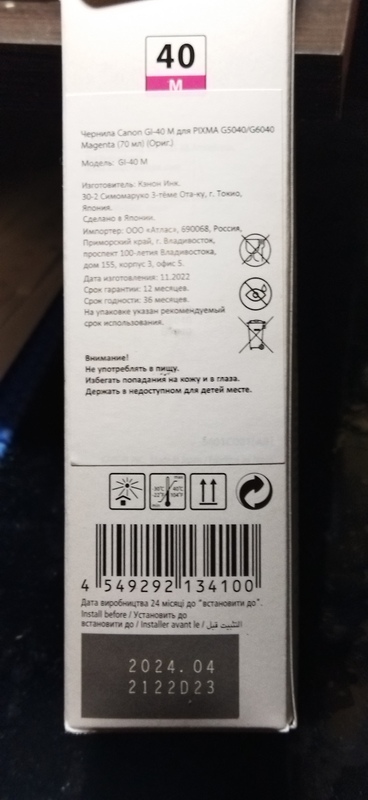 40
M
Чернила Canon GI-40 M для PIXMA G5040/G6040
Magenta (70 мл) (Ориг.)
Модель: GI-40 M
Изготовитель: Кэнон Инк.
30-2 Симомаруко 3-тёме Ота-ку, г. Токио,
Япония.
Сделано в Японии.
Импортер: ООО «Атлас», 690068, Россия,
Приморский край, г. Владивосток,
проспект 100-летия Владивостока,
дом 155, корпус 3, офис 5.
Дата изготовления: 11.2022
Срок гарантии: 12 месяцев.
Срок годности: 36 месяцев.
На упаковке указан рекомендуемый
срок использования.
Внимание!
Не употреблять в пищу.
Избегать попадания на кожу и в глаза.
Держать в недоступном для детей месте.
-30°C 40°C
-22°F 104°F
4 549292 134100
Дата виробництва 24 місяці до "встановити до".
Install before / Установить до
встановити до / Installer avant le / التثبيت قبل
2024.04
2122D23